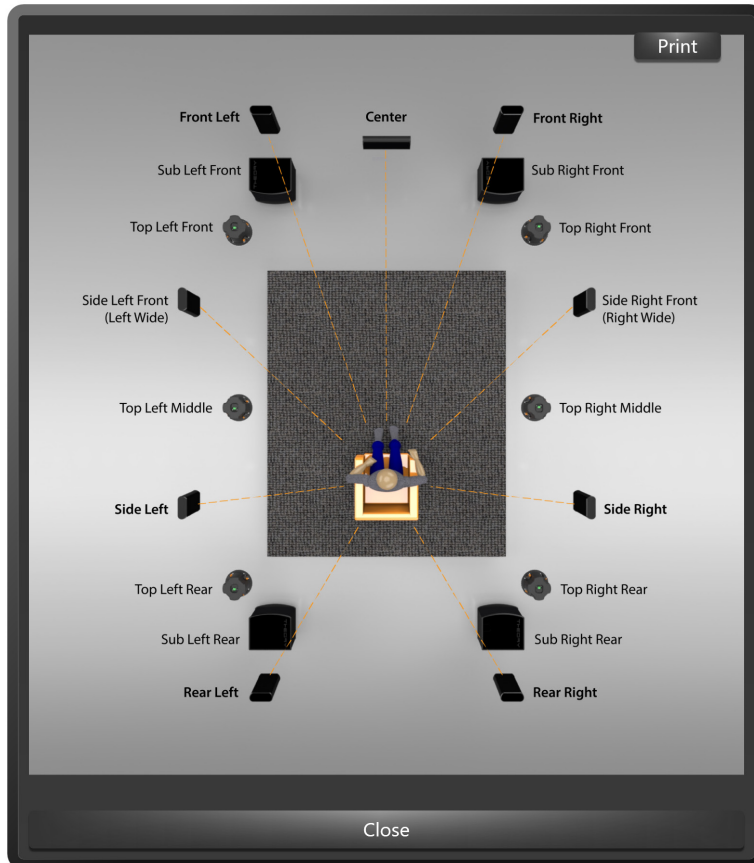 Print
Front Left
Center
Front Right
Sub Left Front
Sub Right Front
Top Left Front
Top Right Front
Side Left Front
(Left Wide)
Side Right Front
(Right Wide)
Top Left Middle
Top Right Middle
Side Left
Side Right
Top Left Rear
Top Right Rear
Sub Left Rear
Sub Right Rear
Rear Left
Rear Right
Close